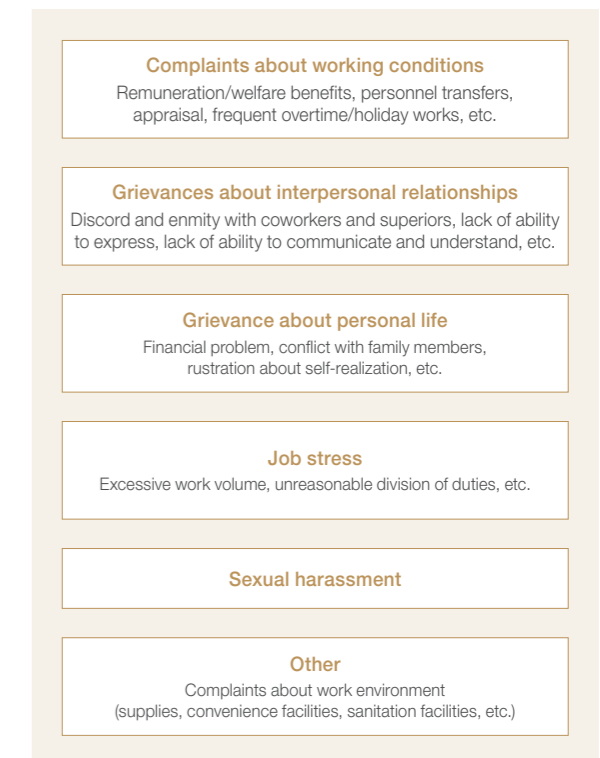 Complaints about working conditions
Remuneration/welfare benefits, personnel transfers,
appraisal, frequent overtime/holiday works, etc.
Grievances about interpersonal relationships
Discord and enmity with coworkers and superiors, lack of ability
to express, lack of ability to communicate and understand, etc.
Grievance about personal life
Financial problem, conflict with family members,
rustration about self-realization, etc.
Job stress
Excessive work volume, unreasonable division of duties, etc.
Sexual harassment
Other
Complaints about work environment
(supplies, convenience facilities, sanitation facilities, etc.)